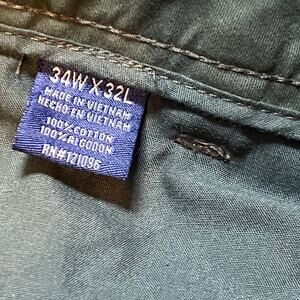 34W X 32L
MADE IN VIETNAM
HECHO EN VIETNAM
100% COTTON
100% ALGODON
RN#121096